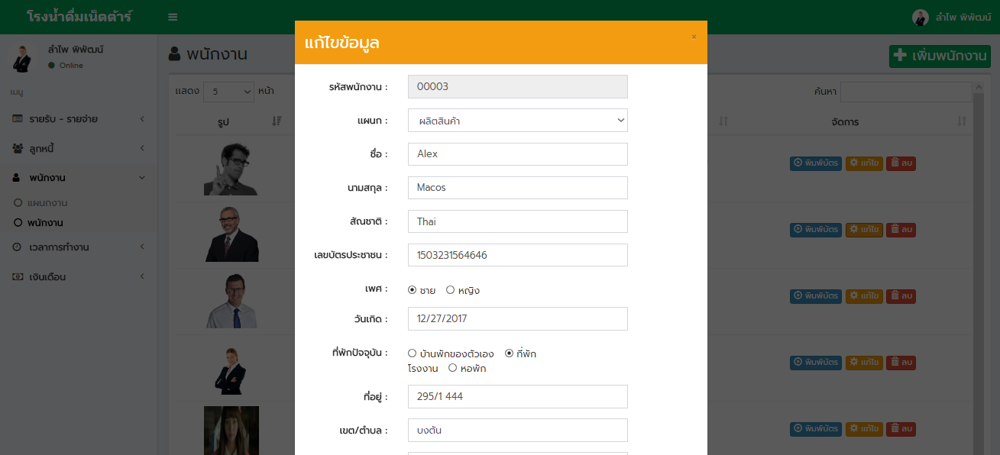 โรงน้ำดื่มเน็ตต้าร์
ลำไพ พิพัฒน์
แก้ไขข้อมูล
×
ลำไพ พิพัฒน์
Online
พนักงาน
เพิ่มพนักงาน
เมนู
แสดง 5 หน้า
ค้นหา
รายรับ - รายจ่าย
ลูกหนี้
พนักงาน
แผนกงาน
พนักงาน
เวลาการทำงาน
เงินเดือน
รูป
จัดการ
พิมพ์บัตร แก้ไข ลบ
พิมพ์บัตร แก้ไข ลบ
พิมพ์บัตร แก้ไข ลบ
พิมพ์บัตร แก้ไข ลบ
พิมพ์บัตร แก้ไข ลบ
รหัสพนักงาน : 00003
แผนก : ผลิตสินค้า
ชื่อ : Alex
นามสกุล : Macos
สัณชาติ : Thai
เลขบัตรประชาชน : 1503231564646
เพศ : ชาย หญิง
วันเกิด : 12/27/2017
ที่พักปัจจุบัน : บ้านพักของตัวเอง ที่พัก
โรงงาน หอพัก
ที่อยู่ : 295/1 444
เขต/ตำบล : บงตัน